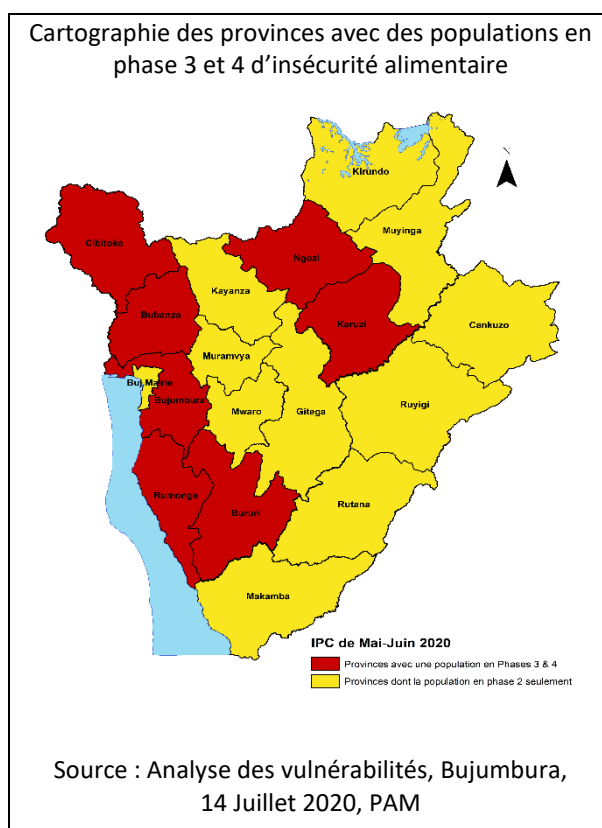 Cartographie des provinces avec des populations en
phase 3 et 4 d’insécurité alimentaire
N
Kirundo
Muyinga
Cibitoke
Ngozi
Kayanza
Bubanza
Karuzi
Cankuzo
Muramvya
Buj Mairie
Bujumbura
Mwaro
Gitega
Ruyigi
Rumonge
Bururi
Rutana
Makamba
IPC de Mai-Juin 2020
Provinces avec une population en Phases 3 & 4
Provinces dont la population en phase 2 seulement
Source : Analyse des vulnérabilités, Bujumbura,
14 Juillet 2020, PAM